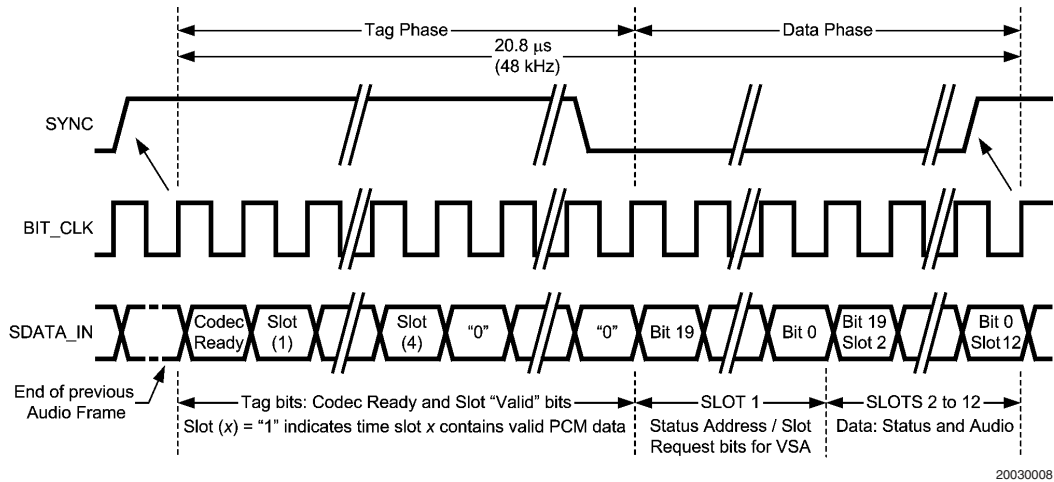 Tag Phase
Data Phase
20.8 µs
(48 kHz)
SYNC
BIT_CLK
SDATA_IN
Codec
Ready
Slot
(1)
Slot
(4)
“0”
“0”
Bit 19
Bit 0
Bit 19
Slot 2
Bit 0
Slot12
End of previous
Audio Frame
Tag bits: Codec Ready and Slot “Valid” bits
Slot (x) = “1” indicates time slot x contains valid PCM data
SLOT 1
Status Address / Slot
Request bits for VSA
SLOTS 2 to 12
Data: Status and Audio
20030008